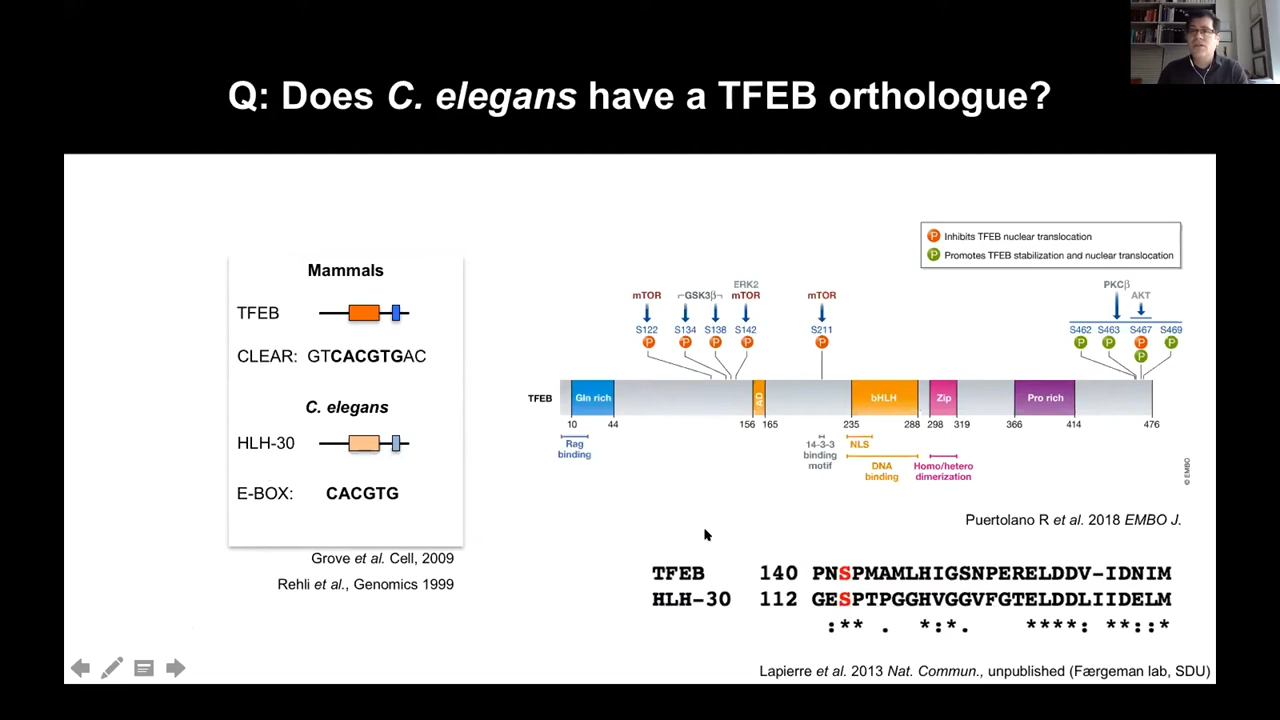 Q: Does C. elegans have a TFEB orthologue?
Mammals
TFEB
CLEAR: GTCACGTGAC
C. elegans
HLH-30
E-BOX: CACGTG
Grove et al. Cell, 2009
Rehli et al., Genomics 1999
P Inhibits TFEB nuclear translocation
P Promotes TFEB stabilization and nuclear translocation
mTOR GSK3β ERK2 mTOR mTOR PKCβ AKT
S122 S134 S138 S142 S211 S462 S463 S467 S469
P P P P P P P P P
P
TFEB Gln rich AD bHLH Zip Pro rich
10 44 156 165 235 288 298 319 366 414 476
Rag binding
14-3-3 binding motif
NLS
DNA binding
Homo/hetero dimerization
© EMBO
Puertolano R et al. 2018 EMBO J.
TFEB 140 PNSPMAMLHIGSNPERELDDV-IDNIM
HLH-30 112 GESPTPGGHVGGVFGTELDDLIIDELM
:** . *:*. ****: **::*
Lapierre et al. 2013 Nat. Commun., unpublished (Færgeman lab, SDU)